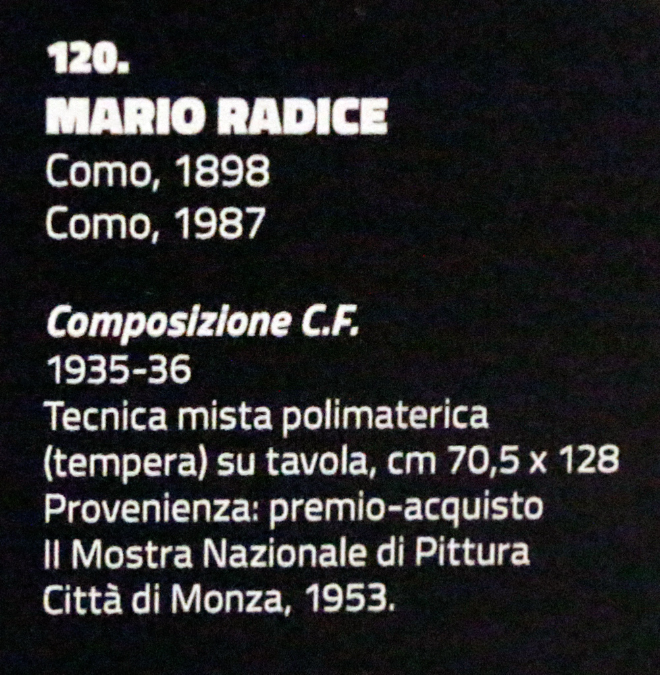 120.
MARIO RADICE
Como, 1898
Como, 1987
Composizione C.F.
1935-36
Tecnica mista polimaterica
(tempera) su tavola, cm 70,5 x 128
Provenienza: premio-acquisto
II Mostra Nazionale di Pittura
Città di Monza, 1953.